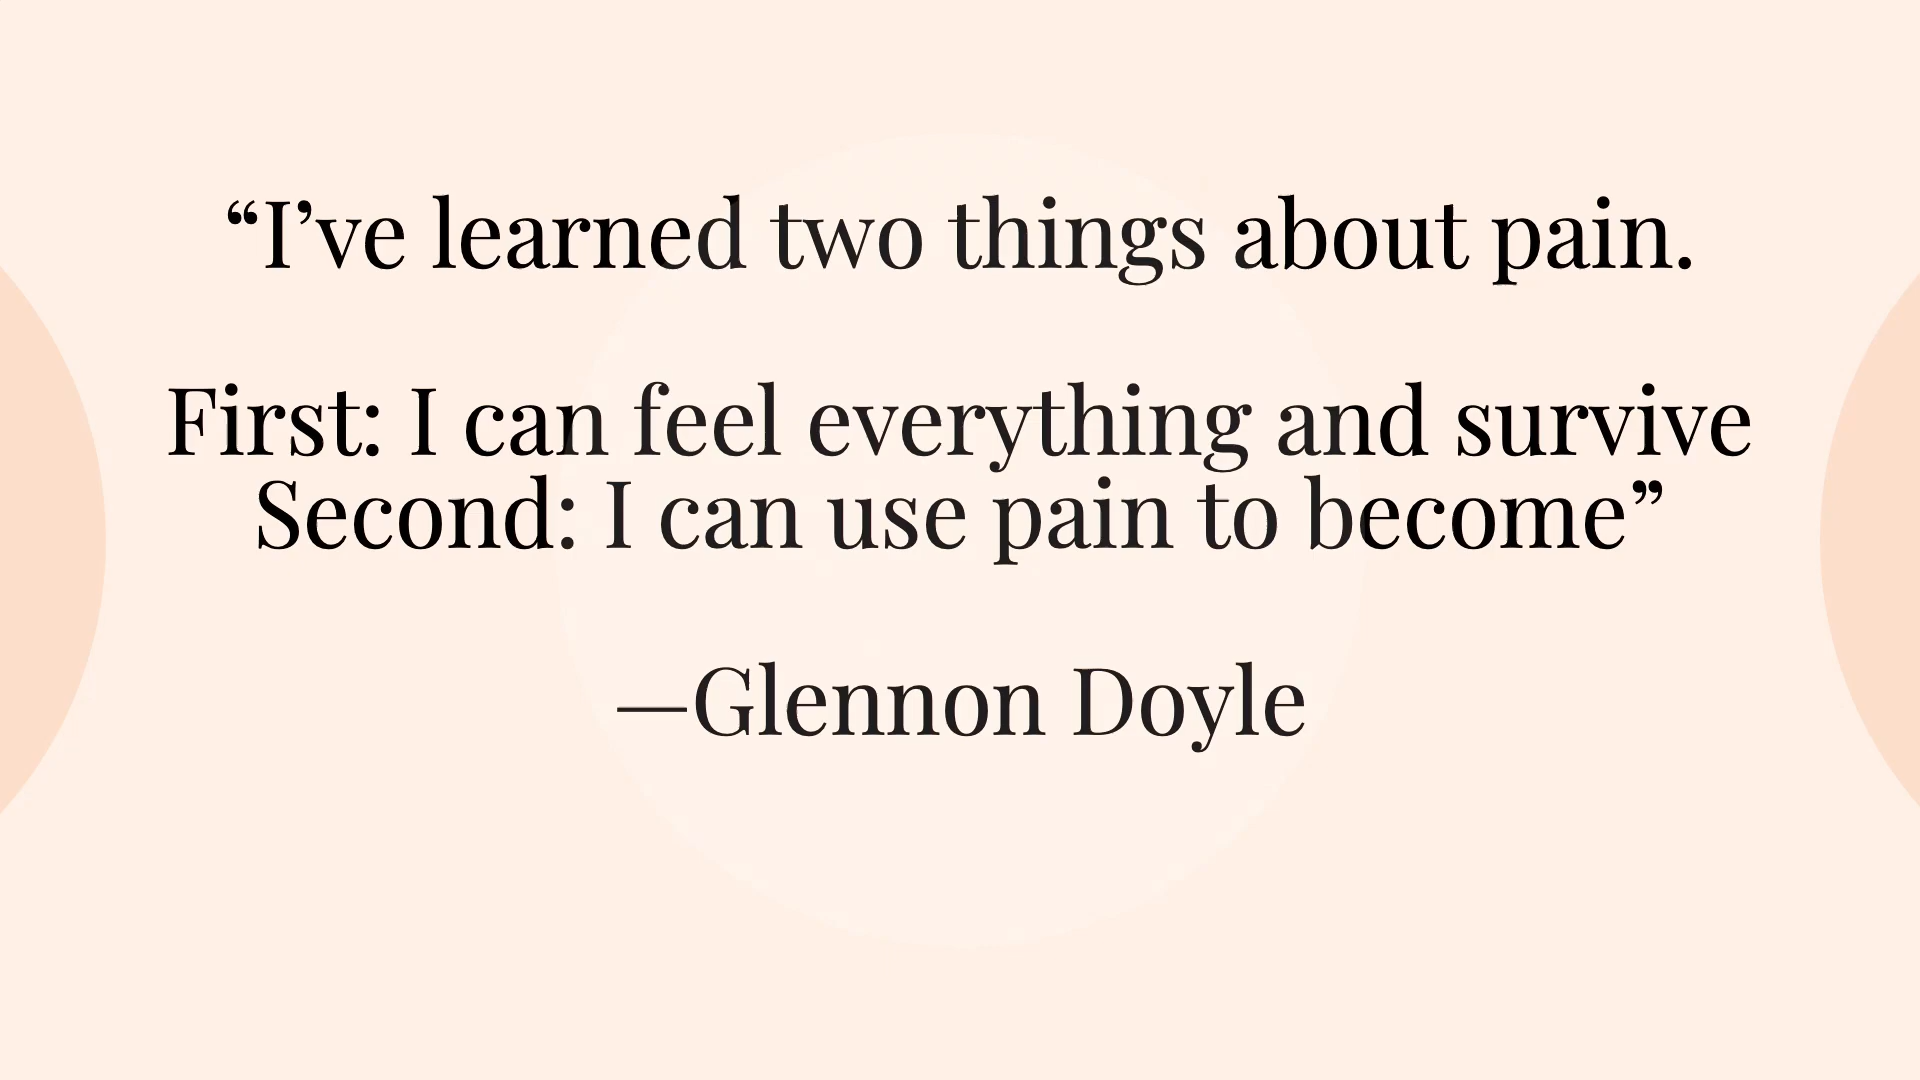 “I’ve learned two things about pain.
First: I can feel everything and survive
Second: I can use pain to become”
—Glennon Doyle